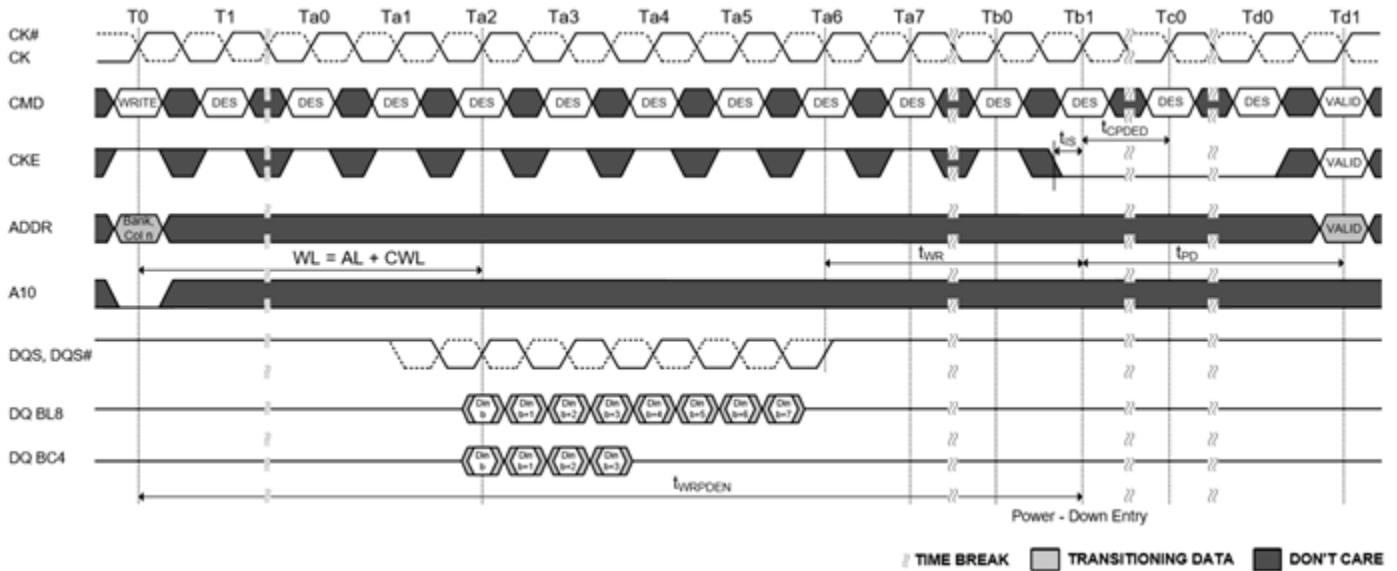 T0 T1 Ta0 Ta1 Ta2 Ta3 Ta4 Ta5 Ta6 Ta7 Tb0 Tb1 Tc0 Td0 Td1
CK#
CK
CMD WRITE DES DES DES DES DES DES DES DES DES DES DES DES DES VALID
tIS tCPDED
CKE VALID
ADDR Bank, Col n VALID
WL = AL + CWL tWR tPD
A10
DQS, DQS#
DQ BL8 Din b Din b+1 Din b+2 Din b+3 Din b+4 Din b+5 Din b+6 Din b+7
DQ BC4 Din b Din b+1 Din b+2 Din b+3
tWRPDEN
Power - Down Entry
TIME BREAK TRANSITIONING DATA DON'T CARE